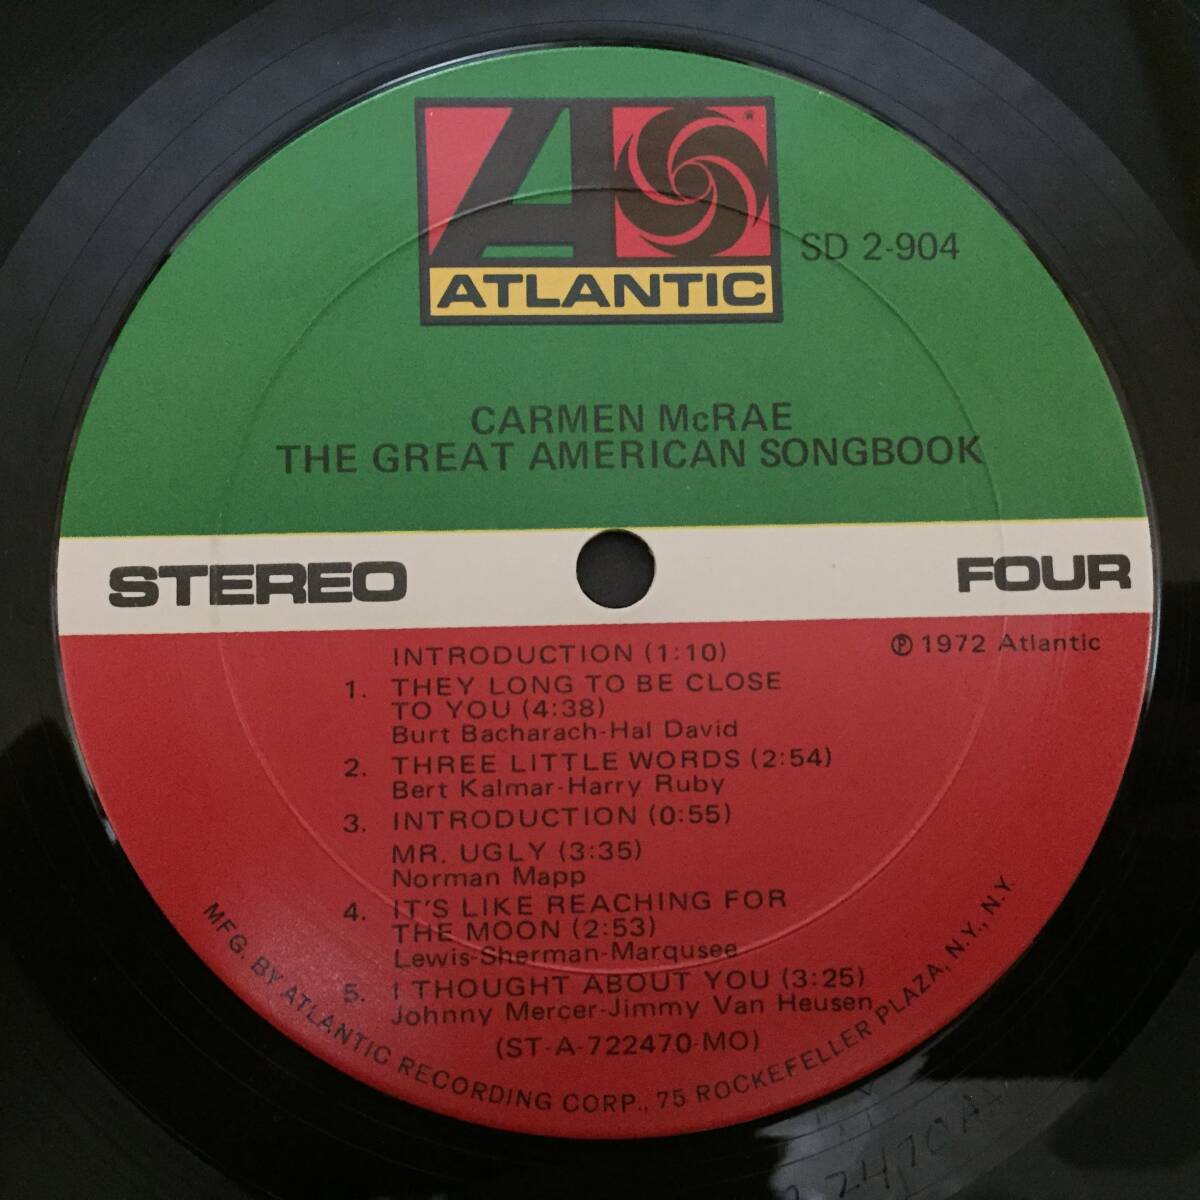 ATLANTIC
®
SD 2-904
CARMEN McRAE
THE GREAT AMERICAN SONGBOOK
STEREO
FOUR
℗ 1972 Atlantic
INTRODUCTION (1:10)
1. THEY LONG TO BE CLOSE
TO YOU (4:38)
Burt Bacharach-Hal David
2. THREE LITTLE WORDS (2:54)
Bert Kalmar-Harry Ruby
3. INTRODUCTION (0:55)
MR. UGLY (3:35)
Norman Mapp
4. IT'S LIKE REACHING FOR
THE MOON (2:53)
Lewis-Sherman-Marqusee
5. I THOUGHT ABOUT YOU (3:25)
Johnny Mercer-Jimmy Van Heusen
(ST-A-722470-MO)
MFG. BY ATLANTIC RECORDING CORP., 75 ROCKEFELLER PLAZA, N.Y., N.Y.